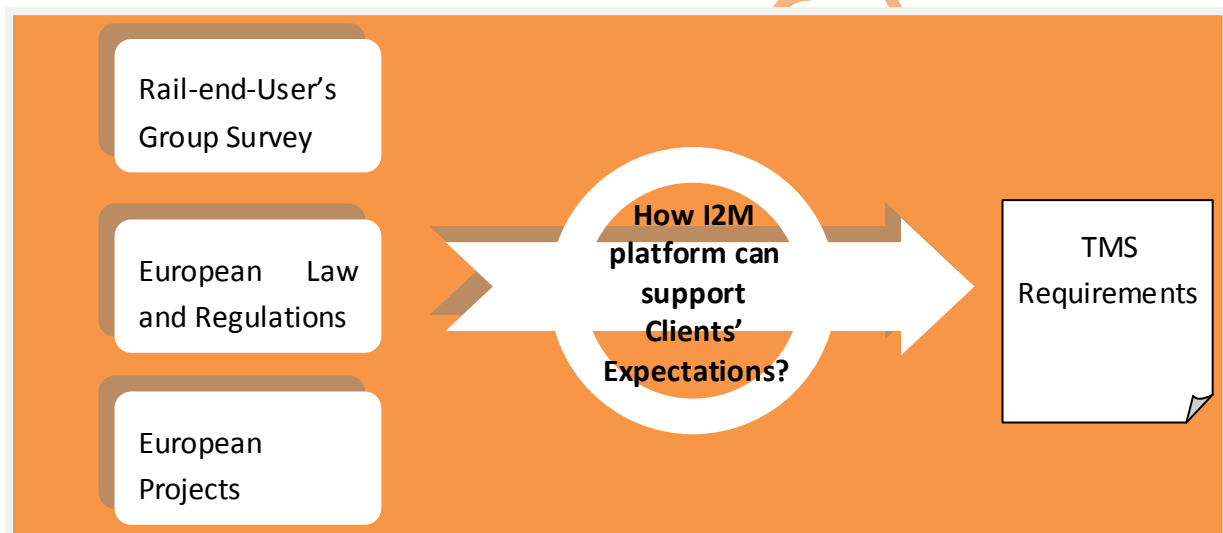 Rail-end-User’s
Group Survey
European Law
and Regulations
European
Projects
How I2M
platform can
support
Clients’
Expectations?
TMS
Requirements